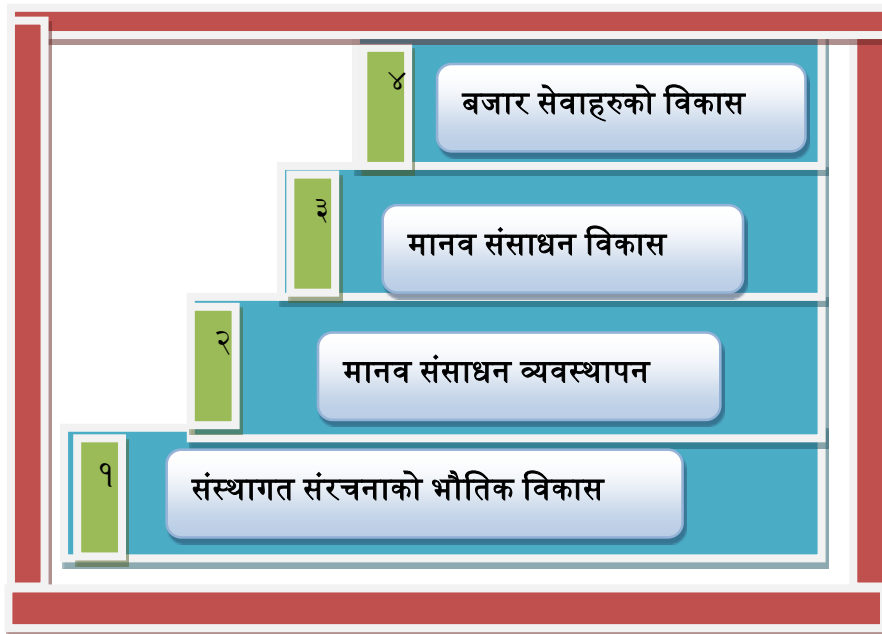 ४
बजार सेवाहरुको विकास
३
मानव संसाधन विकास
२
मानव संसाधन व्यवस्थापन
१
संस्थागत संरचनाको भौतिक विकास